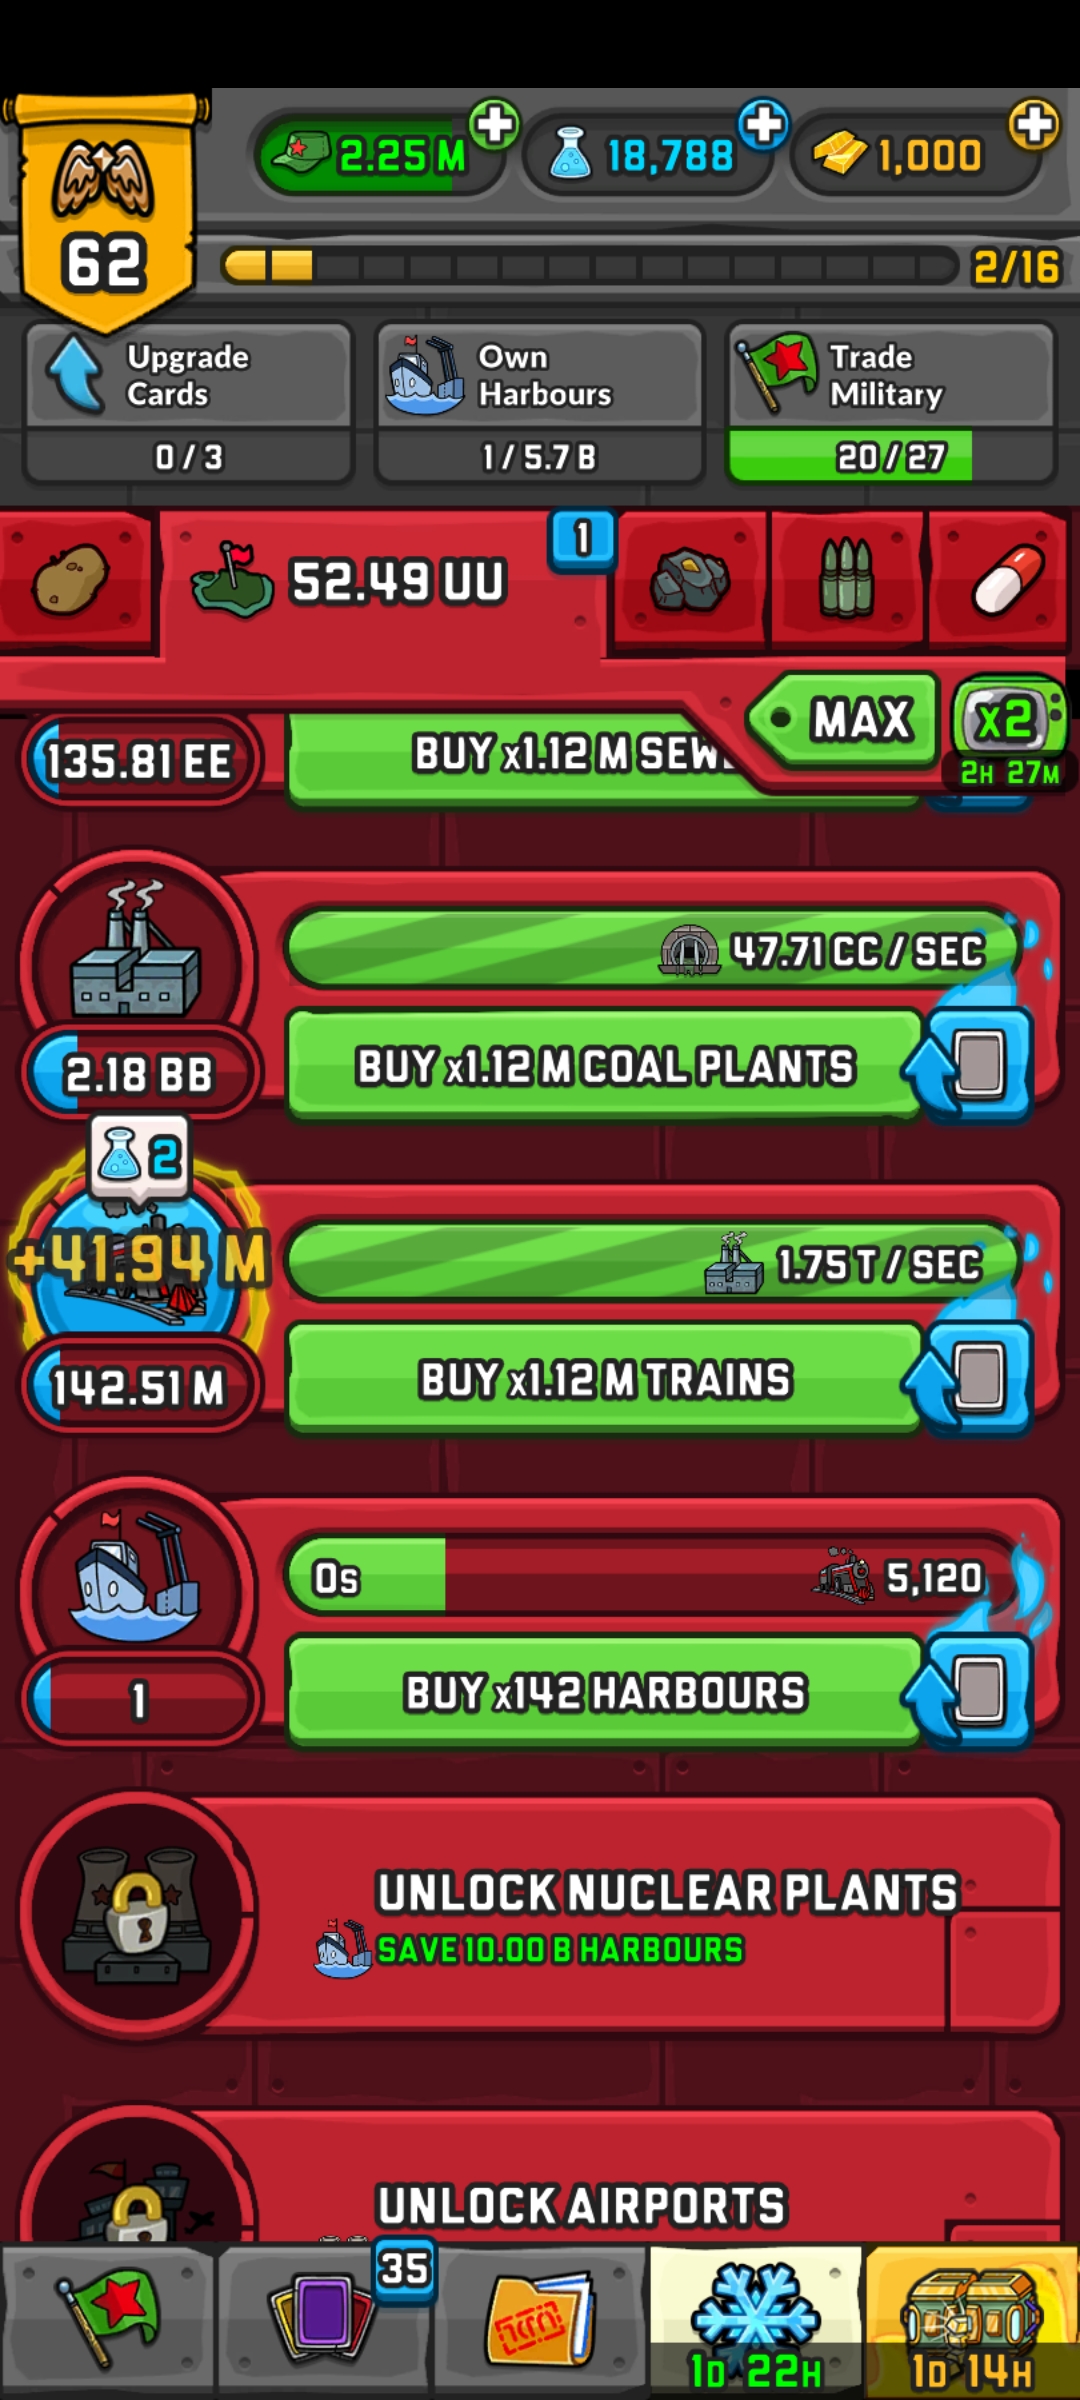 2.25 M
18,788
1,000
62
2/16
Upgrade
Cards
0 / 3
Own
Harbours
1 / 5.7 B
Trade
Military
20 / 27
52.49 UU
1
MAX
x2
2H 27M
135.81 EE
BUY x1.12 M SEW
47.71 CC / SEC
2.18 BB
BUY x1.12 M COAL PLANTS
2
+41.94 M
1.75 T / SEC
142.51 M
BUY x1.12 M TRAINS
0s
5,120
1
BUY x142 HARBOURS
UNLOCK NUCLEAR PLANTS
SAVE 10.00 B HARBOURS
UNLOCK AIRPORTS
35
1D 22H
1D 14H